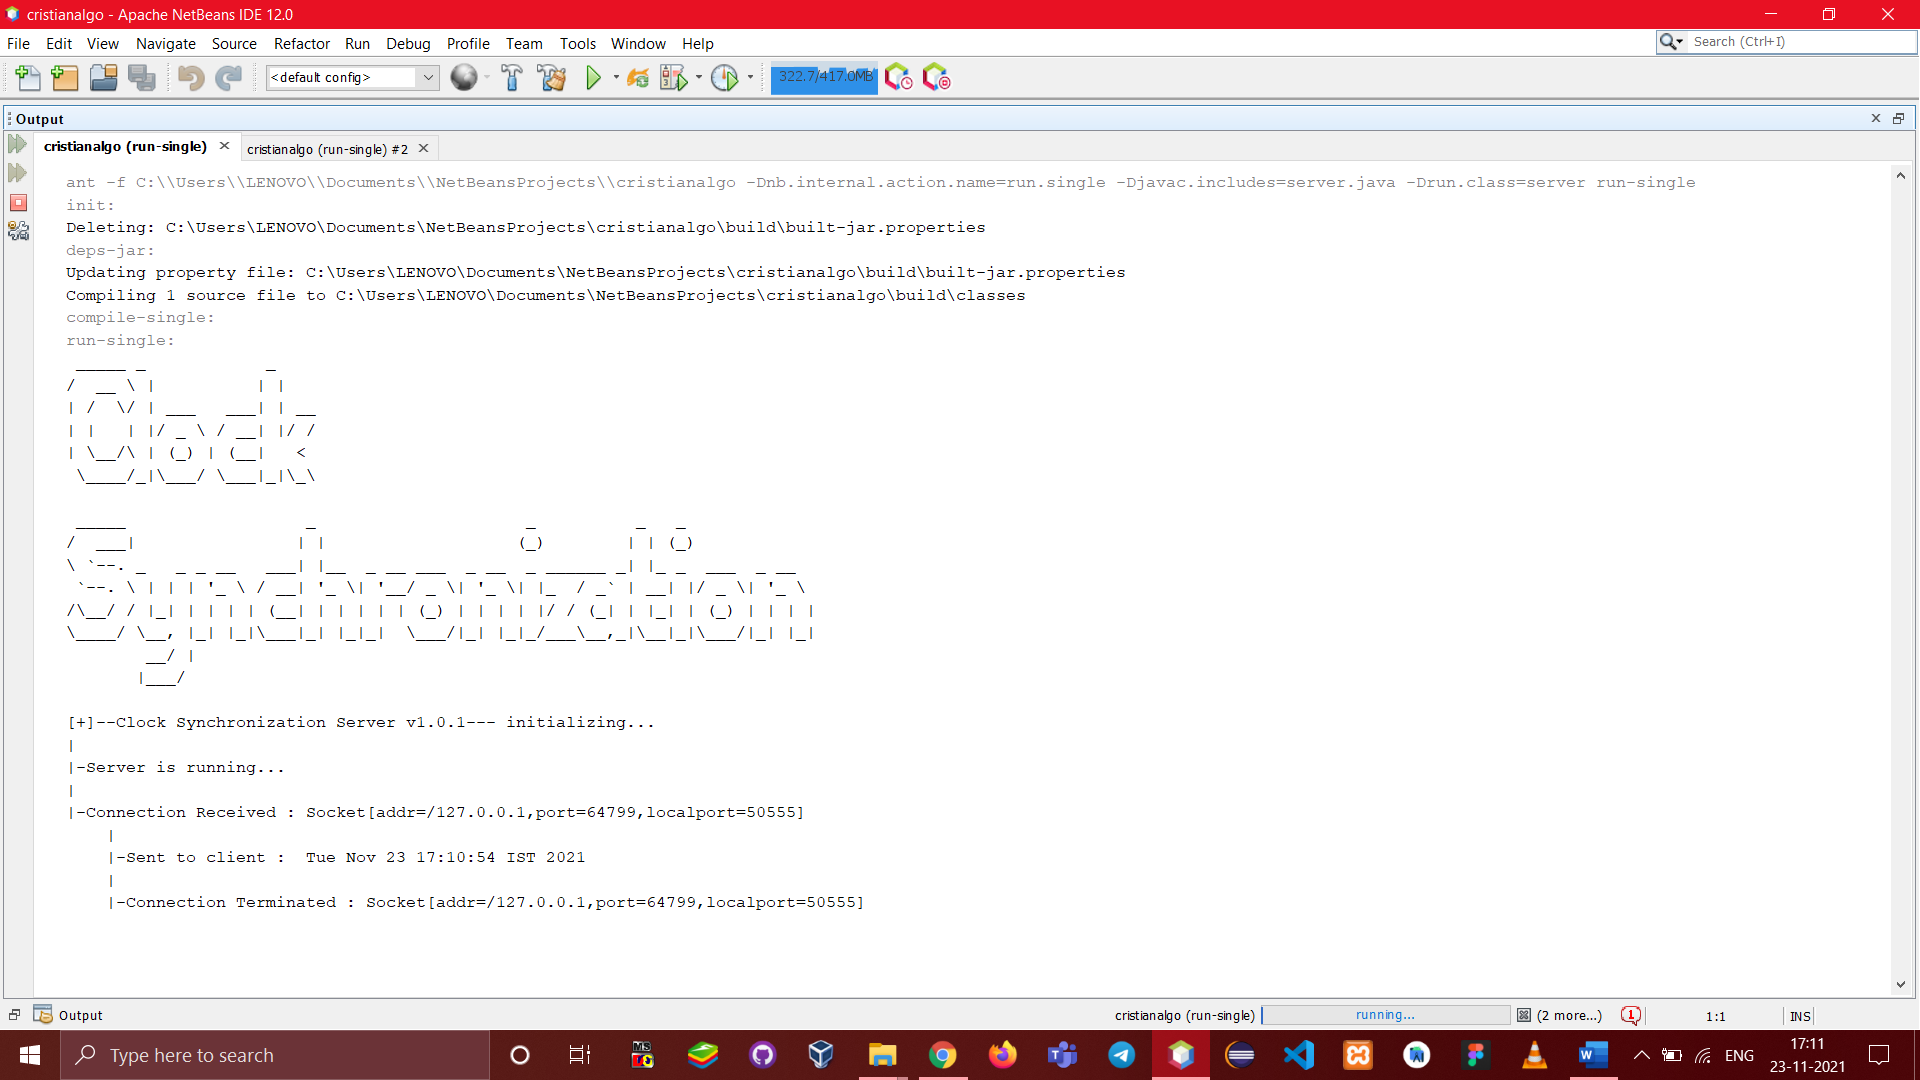 cristianalgo - Apache NetBeans IDE 12.0
File Edit View Navigate Source Refactor Run Debug Profile Team Tools Window Help
Search (Ctrl+I)
<default config>
322.7/417.0MB
Output
cristianalgo (run-single)
cristianalgo (run-single) #2
ant -f C:\\Users\\LENOVO\\Documents\\NetBeansProjects\\cristianalgo -Dnb.internal.action.name=run.single -Djavac.includes=server.java -Drun.class=server run-single
init:
Deleting: C:\Users\LENOVO\Documents\NetBeansProjects\cristianalgo\build\built-jar.properties
deps-jar:
Updating property file: C:\Users\LENOVO\Documents\NetBeansProjects\cristianalgo\build\built-jar.properties
Compiling 1 source file to C:\Users\LENOVO\Documents\NetBeansProjects\cristianalgo\build\classes
compile-single:
run-single:
Clock
Synchronization
[+]--Clock Synchronization Server v1.0.1--- initializing...
|
|-Server is running...
|
|-Connection Received : Socket[addr=/127.0.0.1,port=64799,localport=50555]
|
|-Sent to client :  Tue Nov 23 17:10:54 IST 2021
|
|-Connection Terminated : Socket[addr=/127.0.0.1,port=64799,localport=50555]
Output
cristianalgo (run-single)
running...
(2 more...)
1
1:1
INS
Type here to search
ENG
17:11
23-11-2021